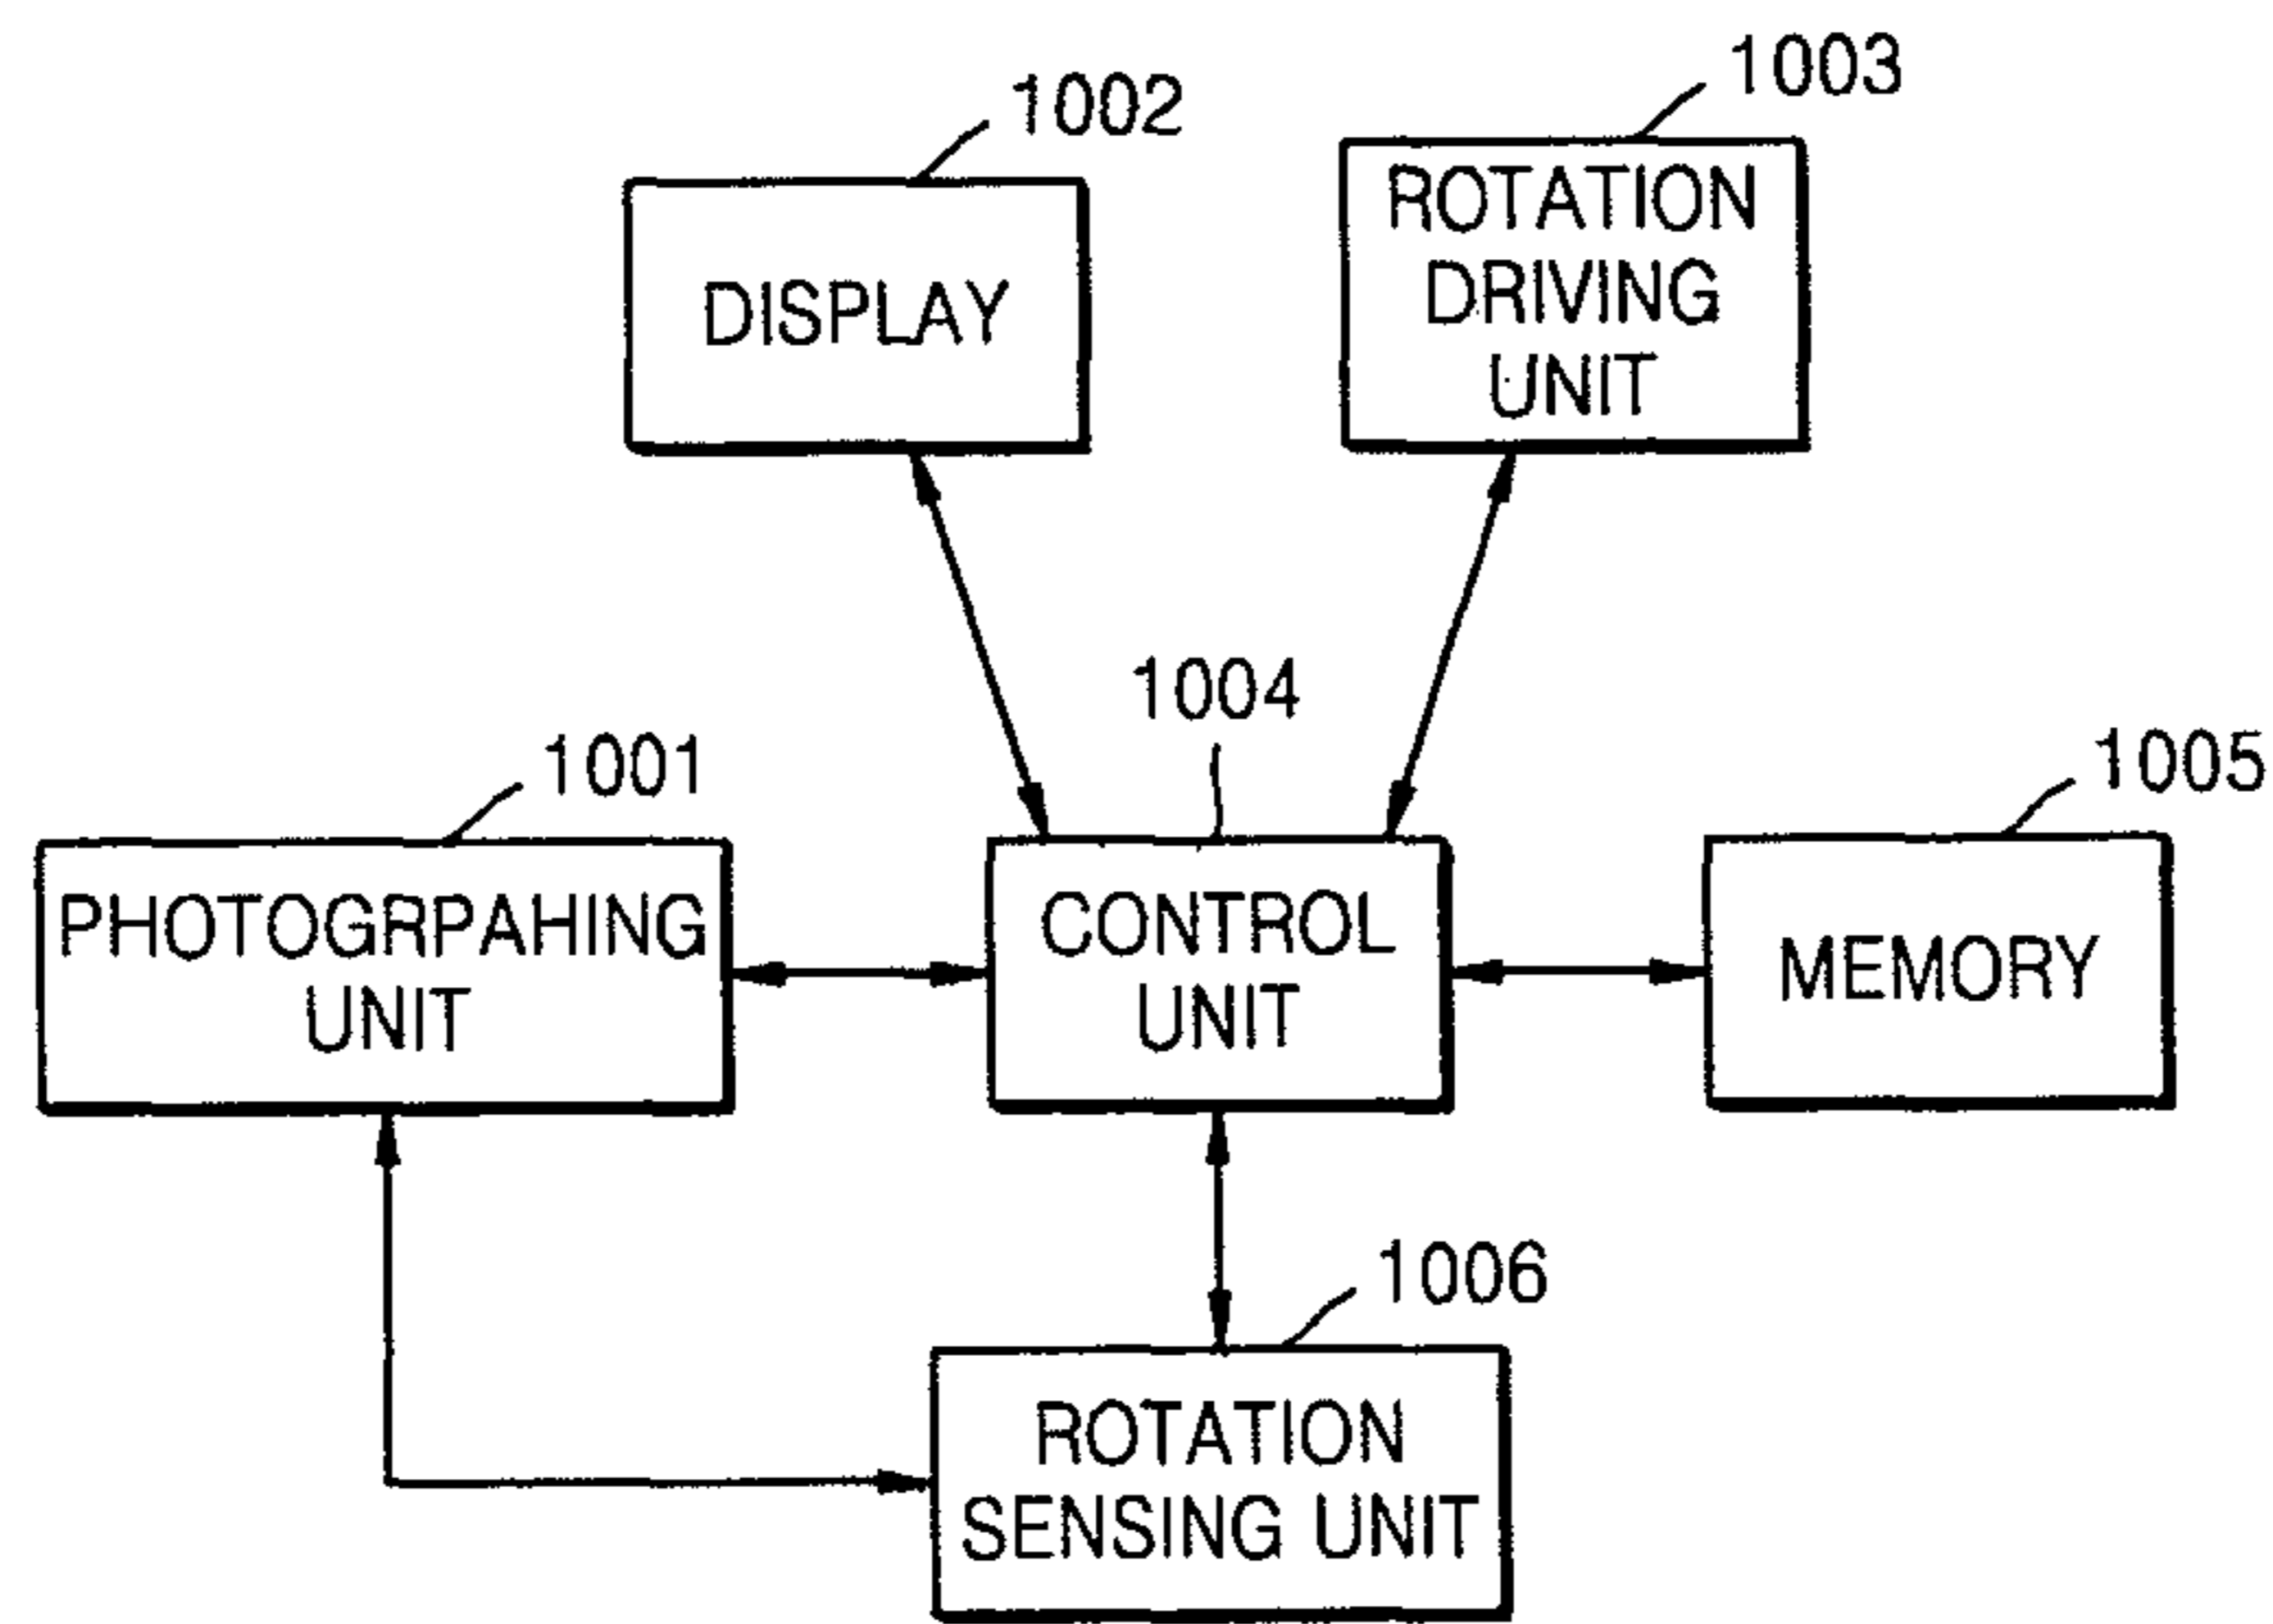 1002
DISPLAY
1003
ROTATION
DRIVING
UNIT
1001
PHOTOGRPAHING
UNIT
1004
CONTROL
UNIT
1005
MEMORY
1006
ROTATION
SENSING UNIT